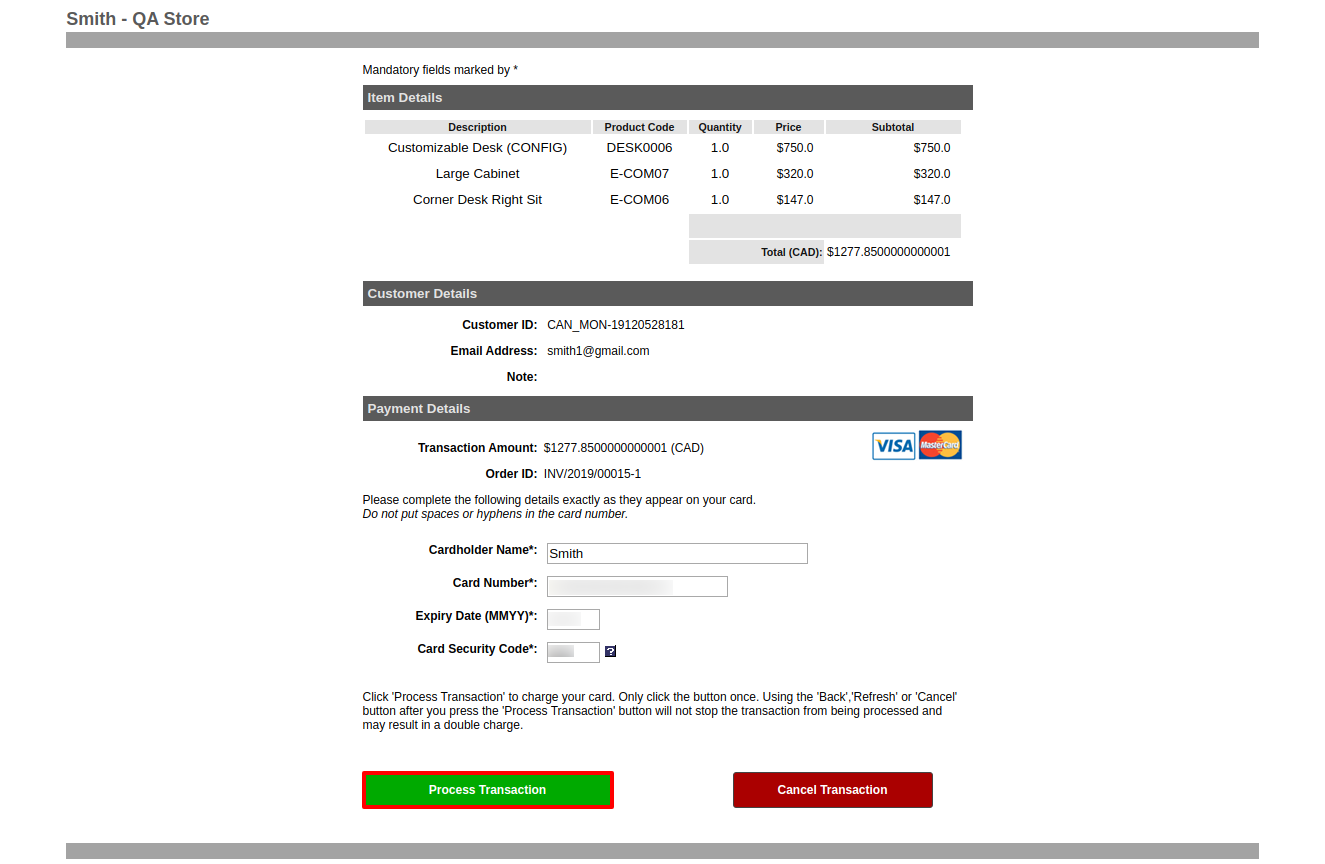 Smith - QA Store
Mandatory fields marked by *
Item Details
Description Product Code Quantity Price Subtotal
Customizable Desk (CONFIG) DESK0006 1.0 $750.0 $750.0
Large Cabinet E-COM07 1.0 $320.0 $320.0
Corner Desk Right Sit E-COM06 1.0 $147.0 $147.0
Total (CAD): $1277.8500000000001
Customer Details
Customer ID: CAN_MON-19120528181
Email Address: smith1@gmail.com
Note:
Payment Details
VISA MasterCard
Transaction Amount: $1277.8500000000001 (CAD)
Order ID: INV/2019/00015-1
Please complete the following details exactly as they appear on your card.
Do not put spaces or hyphens in the card number.
Cardholder Name*: Smith
Card Number*:
Expiry Date (MMYY)*:
Card Security Code*: ?
Click 'Process Transaction' to charge your card. Only click the button once. Using the 'Back','Refresh' or 'Cancel'
button after you press the 'Process Transaction' button will not stop the transaction from being processed and
may result in a double charge.
Process Transaction Cancel Transaction